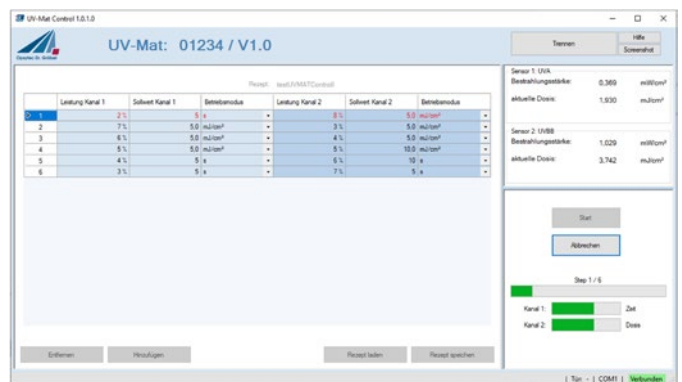 UV-Mat Control 1.0.1.0
UV-Mat: 01234 / V1.0
Trennen
Hilfe
Screenshot
Rezept: testUVMATControll
Leistung Kanal 1 Sollwert Kanal 1 Betriebsmodus Leistung Kanal 2 Sollwert Kanal 2 Betriebsmodus
1 2 % 5 s 8 % 5.0 mJ/cm²
2 7 % 5.0 mJ/cm² 3 % 5.0 mJ/cm²
3 6 % 5.0 mJ/cm² 4 % 5.0 mJ/cm²
4 5 % 5.0 mJ/cm² 5 % 10.0 mJ/cm²
5 4 % 5 s 6 % 10 s
6 3 % 5 s 7 % 5 s
Sensor 1: UVA
Bestrahlungsstärke: 0,369 mW/cm²
aktuelle Dosis: 1,930 mJ/cm²
Sensor 2: UVBB
Bestrahlungsstärke: 1,029 mW/cm²
aktuelle Dosis: 3,742 mJ/cm²
Start
Abbrechen
Step 1 / 6
Kanal 1: Zeit
Kanal 2: Dosis
Entfernen Hinzufügen Rezept laden Rezept speichern
| Tür - | COM1 | Verbunden